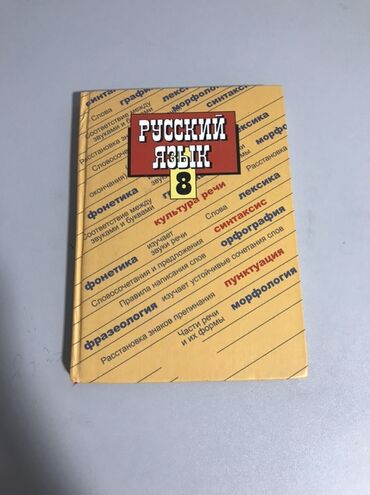 Слова
графика
лексика
синтаксис
Соответствие между
звуками и буквами
морфология
Расстановка
РУССКИЙ
ЯЗЫК
8
окончания)
лексика
фонетика
культура речи
Слова
Расстановка
Соответствие между
звуками и буквами
изучает
звуки речи
синтаксис
орфография
фонетика
Словосочетания и предложения
Правила написания слов
изучает устойчивые сочетания слов
пунктуация
фразеология
морфология
Расстановка знаков препинания
Части речи
и их формы